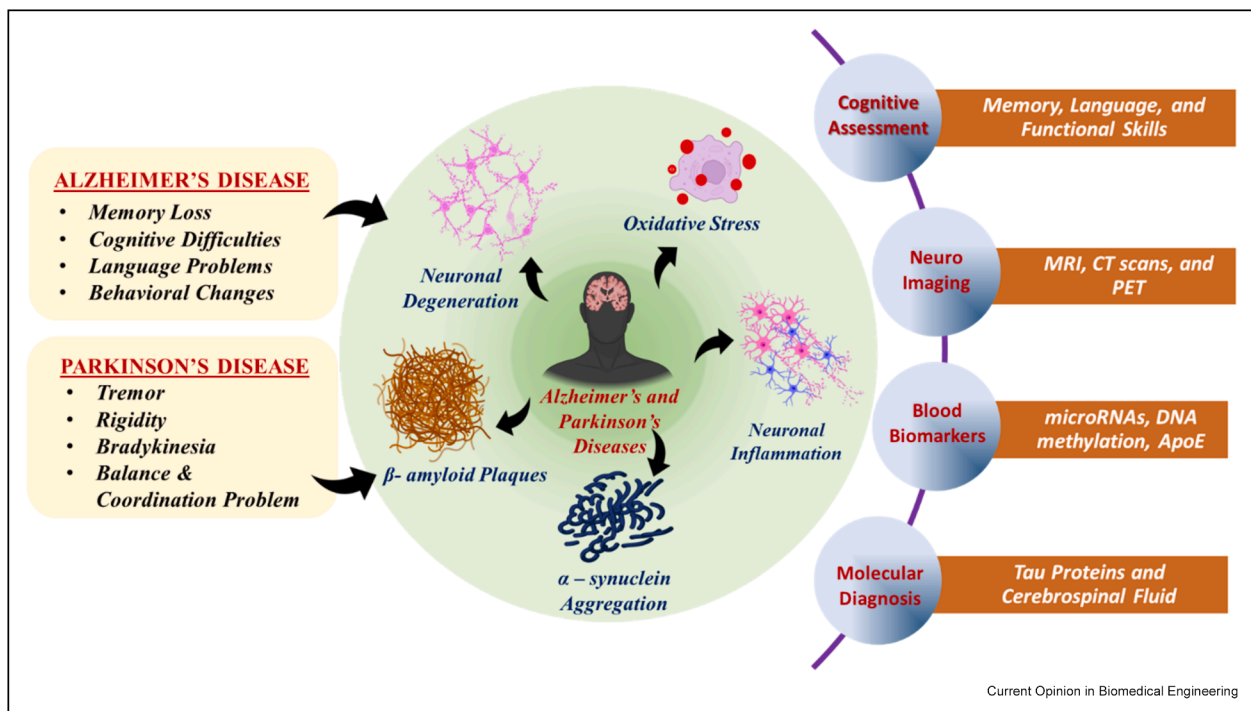 ALZHEIMER'S DISEASE
• Memory Loss
• Cognitive Difficulties
• Language Problems
• Behavioral Changes
PARKINSON'S DISEASE
• Tremor
• Rigidity
• Bradykinesia
• Balance &
Coordination Problem
Neuronal
Degeneration
Oxidative Stress
β- amyloid Plaques
Alzheimer's and
Parkinson's
Diseases
Neuronal
Inflammation
α – synuclein
Aggregation
Cognitive
Assessment
Memory, Language, and
Functional Skills
Neuro
Imaging
MRI, CT scans, and
PET
Blood
Biomarkers
microRNAs, DNA
methylation, ApoE
Molecular
Diagnosis
Tau Proteins and
Cerebrospinal Fluid
Current Opinion in Biomedical Engineering